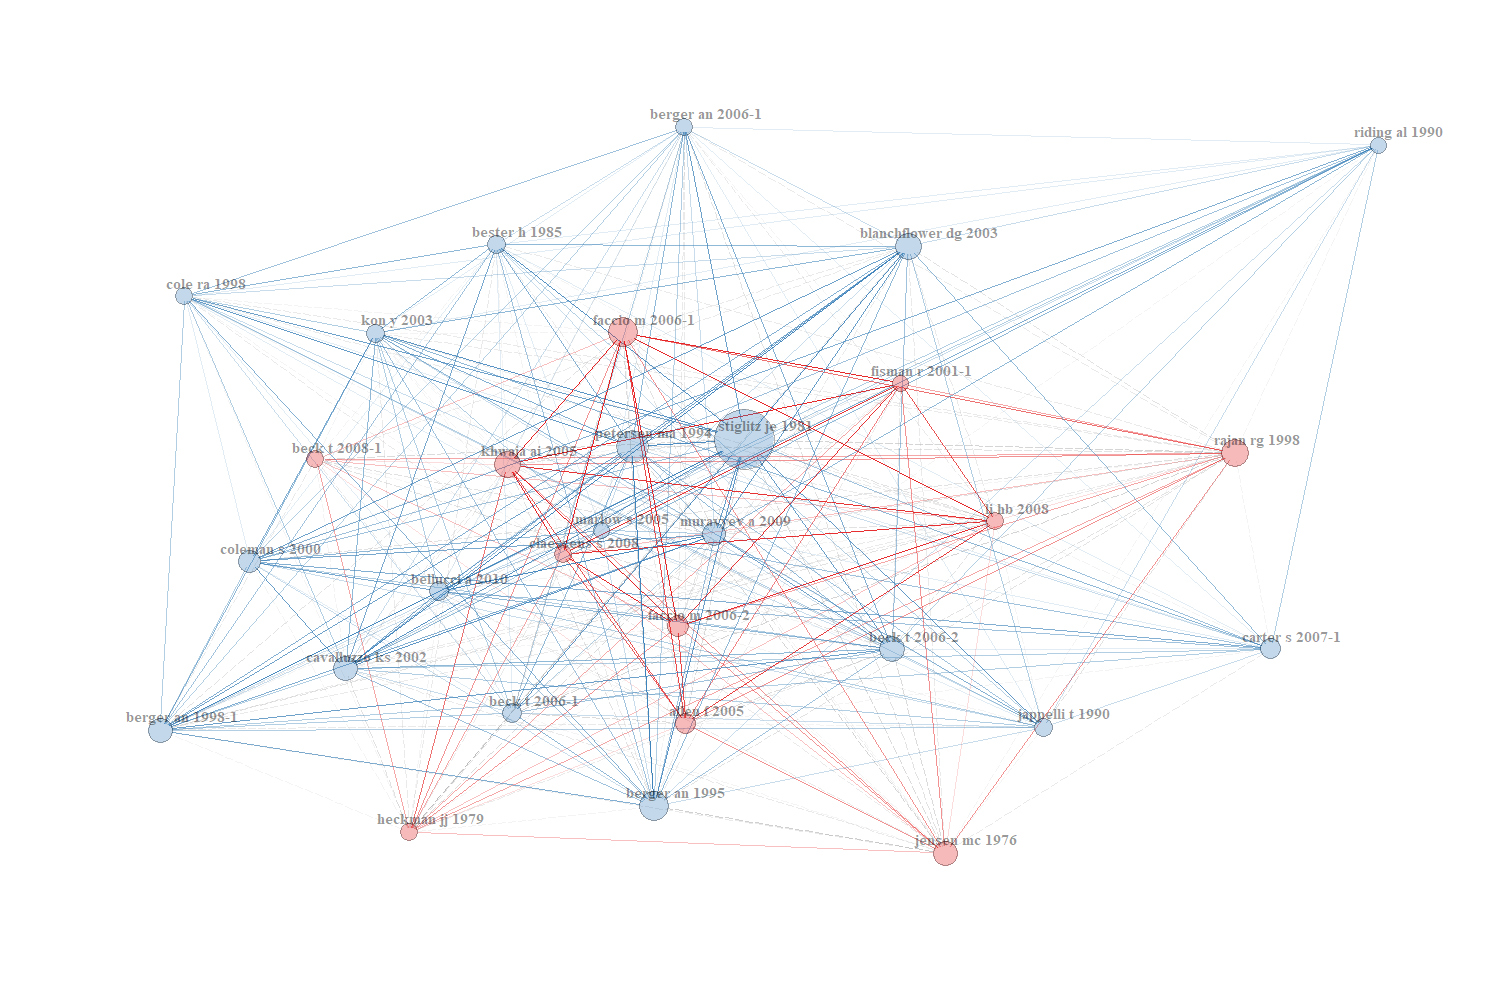 berger an 2006-1
riding al 1990
bester h 1985
blanchflower dg 2003
cole ra 1998
kon y 2003
faccio m 2006-1
fisman r 2001-1
stiglitz je 1981
petersen ma 1994
rajan rg 1998
beck t 2008-1
khwaja ai 2005
li hb 2008
marlow s 2005
muravyev a 2009
claessens s 2008
coleman s 2000
bellucci a 2010
faccio m 2006-2
beck t 2006-2
carter s 2007-1
cavalluzzo ks 2002
beck t 2006-1
allen f 2005
jappelli t 1990
berger an 1998-1
berger an 1995
heckman jj 1979
jensen mc 1976